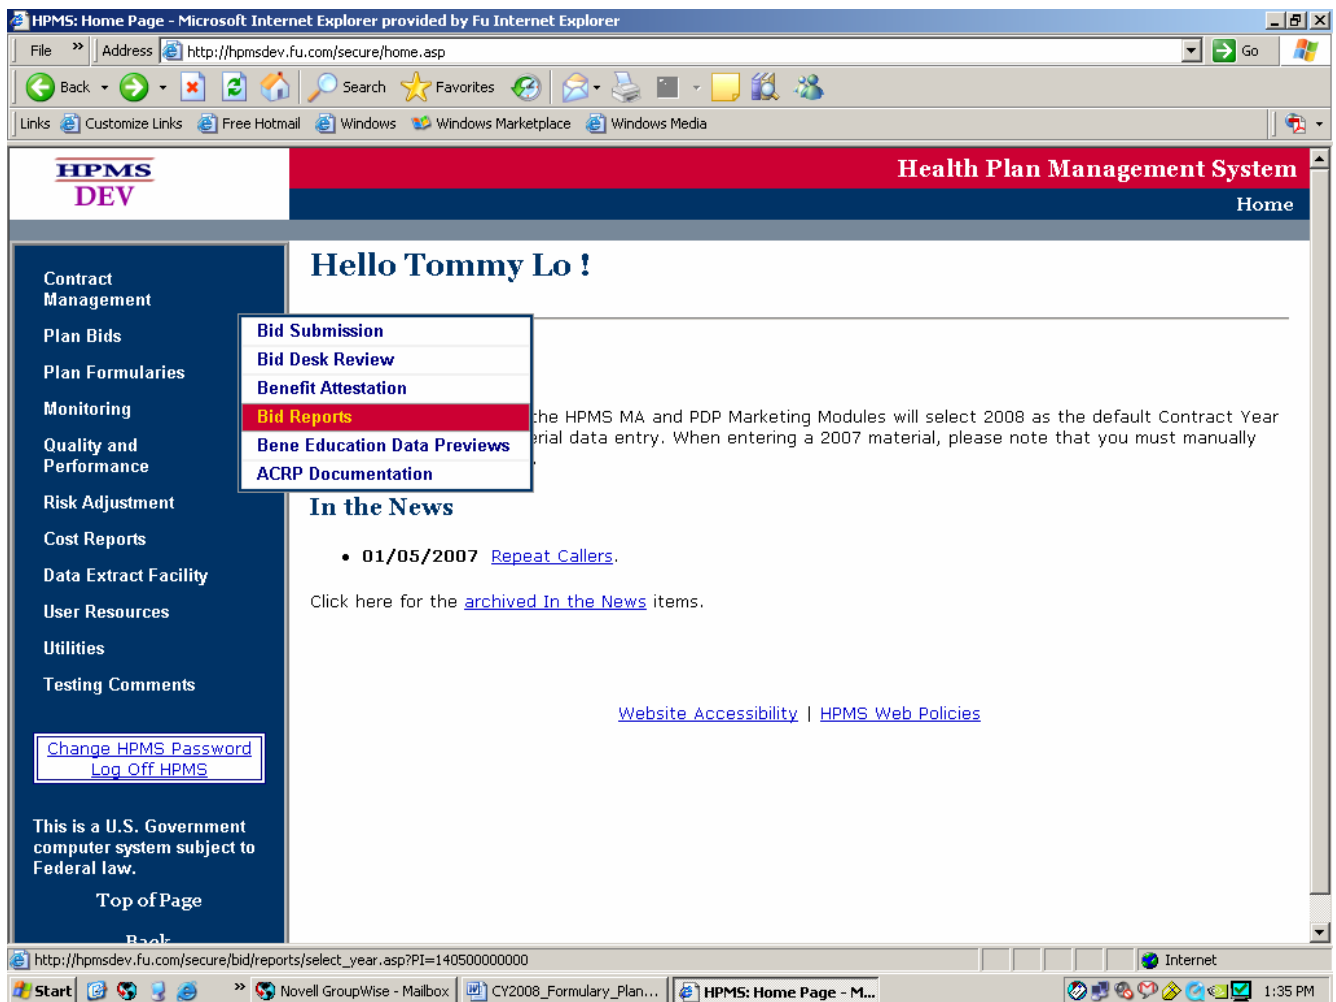 HPMS: Home Page - Microsoft Internet Explorer provided by Fu Internet Explorer
File » Address http://hpmsdev.fu.com/secure/home.asp Go
Back Search Favorites
Links Customize Links Free Hotmail Windows Windows Marketplace Windows Media
HPMS
DEV
Health Plan Management System
Home
Contract
Management
Plan Bids
Plan Formularies
Monitoring
Quality and
Performance
Risk Adjustment
Cost Reports
Data Extract Facility
User Resources
Utilities
Testing Comments
Change HPMS Password
Log Off HPMS
This is a U.S. Government
computer system subject to
Federal law.
Top of Page
Back
Bid Submission
Bid Desk Review
Benefit Attestation
Bid Reports
Bene Education Data Previews
ACRP Documentation
Hello Tommy Lo !
the HPMS MA and PDP Marketing Modules will select 2008 as the default Contract Year
data entry. When entering a 2007 material, please note that you must manually
In the News
• 01/05/2007 Repeat Callers.
Click here for the archived In the News items.
Website Accessibility | HPMS Web Policies
http://hpmsdev.fu.com/secure/bid/reports/select_year.asp?PI=140500000000 Internet
Start » Novell GroupWise - Mailbox CY2008_Formulary_Plan... HPMS: Home Page - M... 1:35 PM